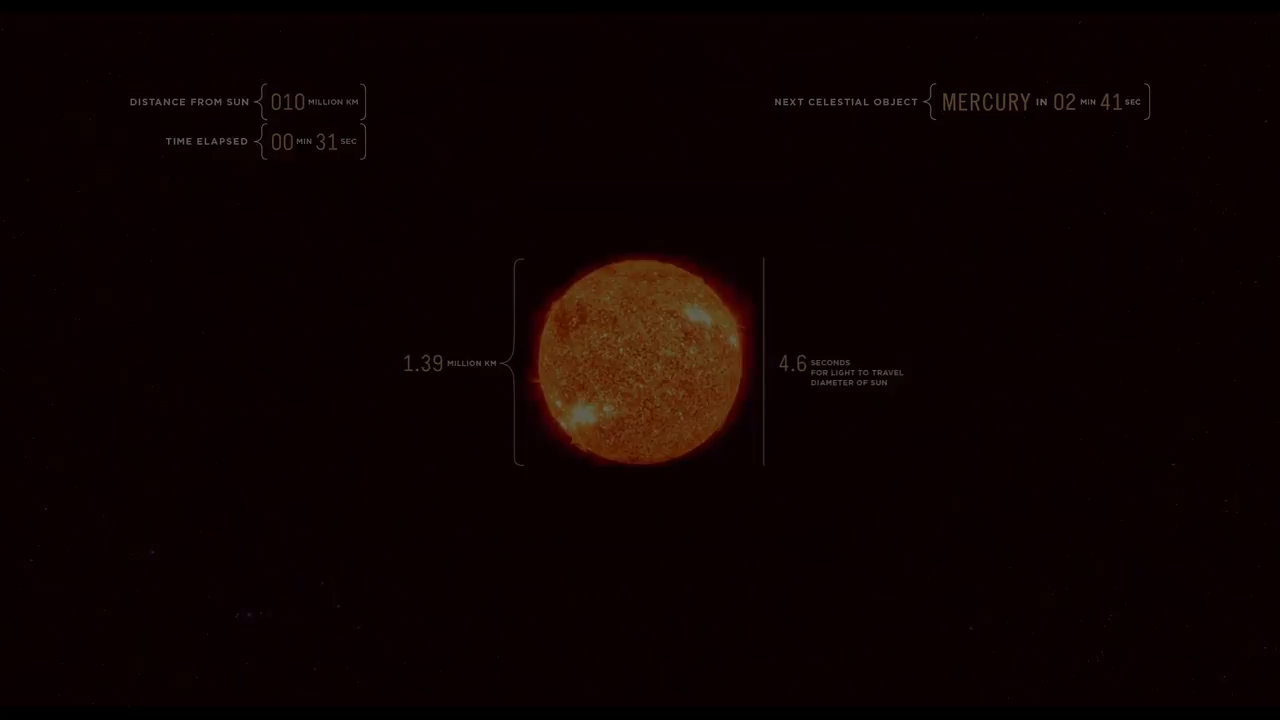 DISTANCE FROM SUN 010 MILLION KM
TIME ELAPSED 00 MIN 31 SEC
NEXT CELESTIAL OBJECT MERCURY IN 02 MIN 41 SEC
1.39 MILLION KM
4.6 SECONDS
FOR LIGHT TO TRAVEL
DIAMETER OF SUN